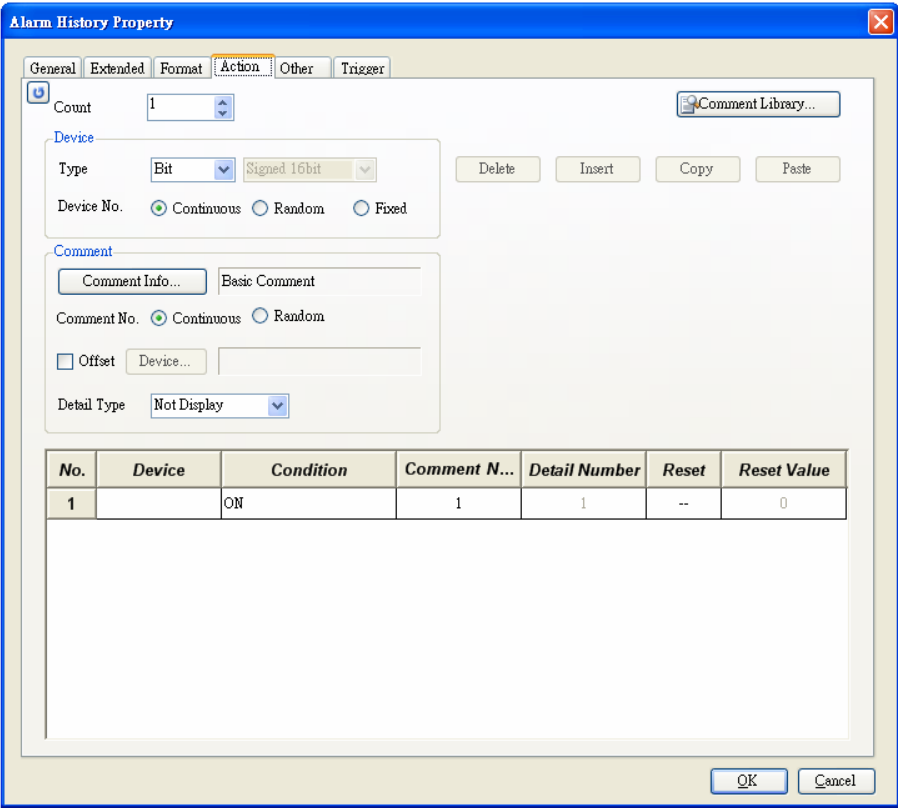 Alarm History Property
General Extended Format Action Other Trigger
Count 1 Comment Library...
Device
Type Bit Signed 16bit Delete Insert Copy Paste
Device No. Continuous Random Fixed
Comment
Comment Info... Basic Comment
Comment No. Continuous Random
Offset Device...
Detail Type Not Display
No. Device Condition Comment N... Detail Number Reset Reset Value
1 ON 1 1 -- 0
OK Cancel